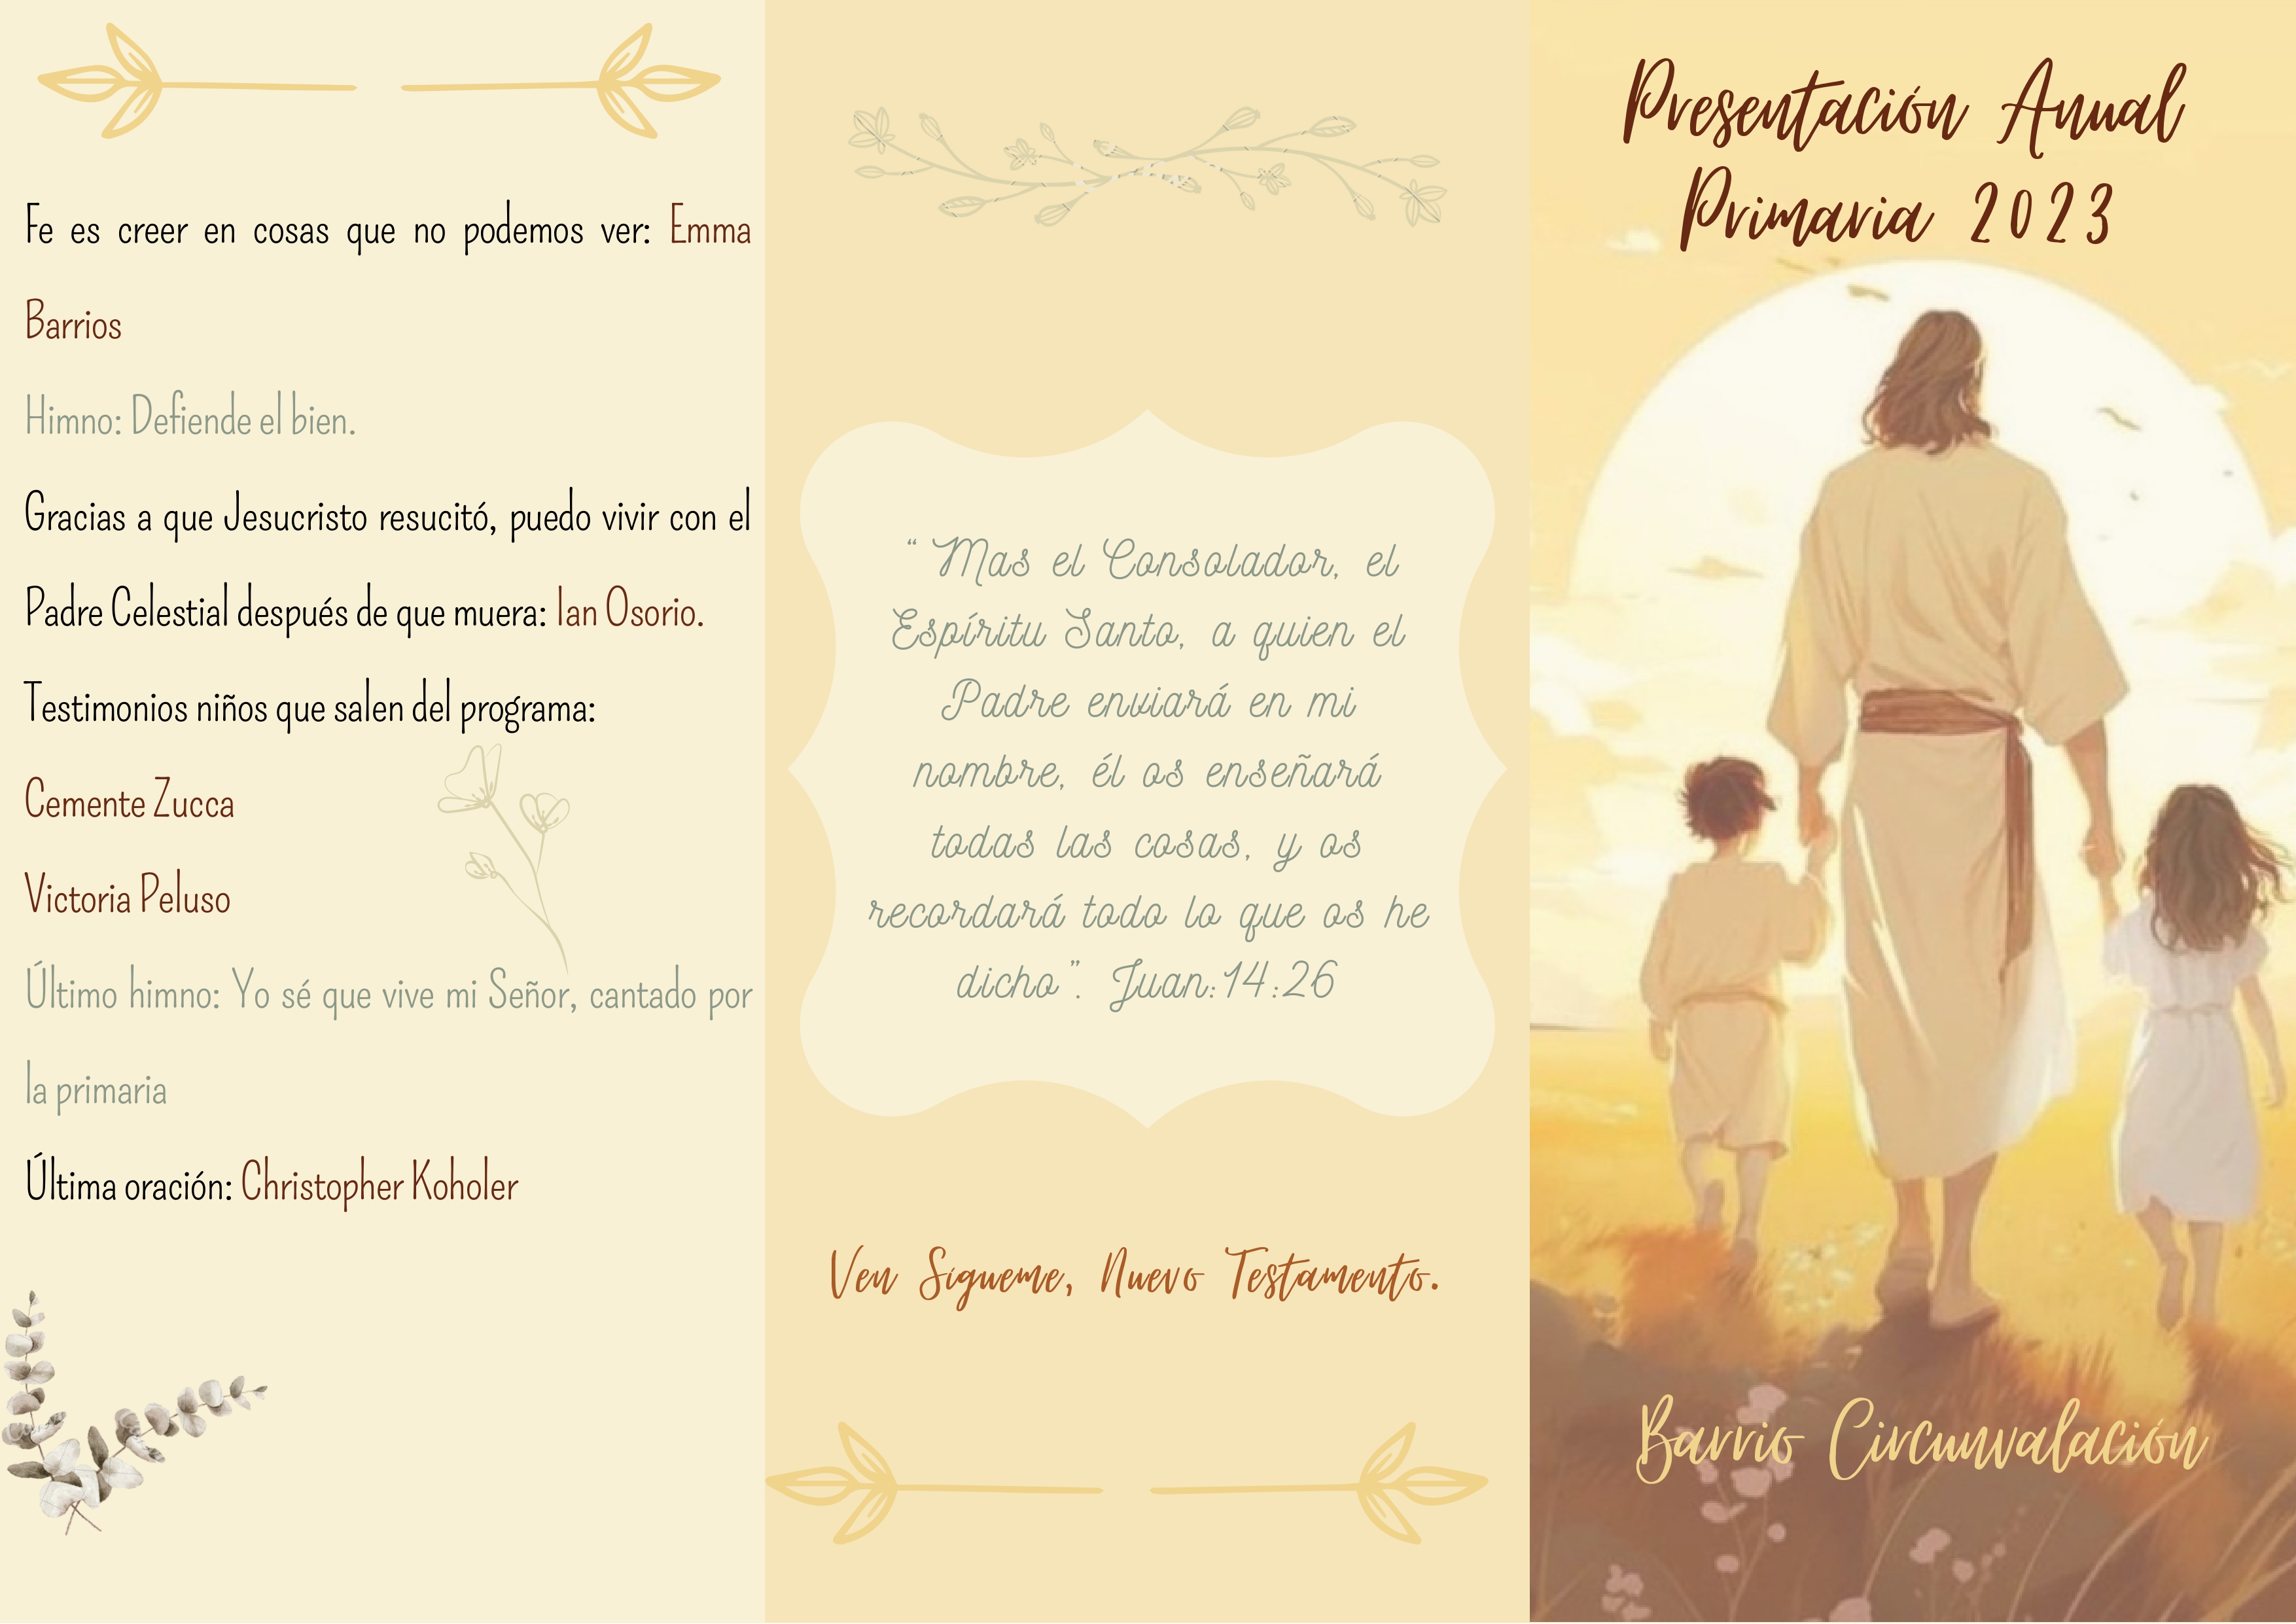 Fe es creer en cosas que no podemos ver: Emma
Barrios
Himno: Defiende el bien.
Gracias a que Jesucristo resucitó, puedo vivir con el
Padre Celestial después de que muera: Ian Osorio.
Testimonios niños que salen del programa:
Cemente Zucca
Victoria Peluso
Último himno: Yo sé que vive mi Señor, cantado por
la primaria
Última oración: Christopher Koholer
“ Mas el Consolador, el
Espíritu Santo, a quien el
Padre enviará en mi
nombre, él os enseñará
todas las cosas, y os
recordará todo lo que os he
dicho”. Juan:14:26
Ven Sígueme, Nuevo Testamento.
Presentación Anual
Primaria 2023
Barrio Circunvalación